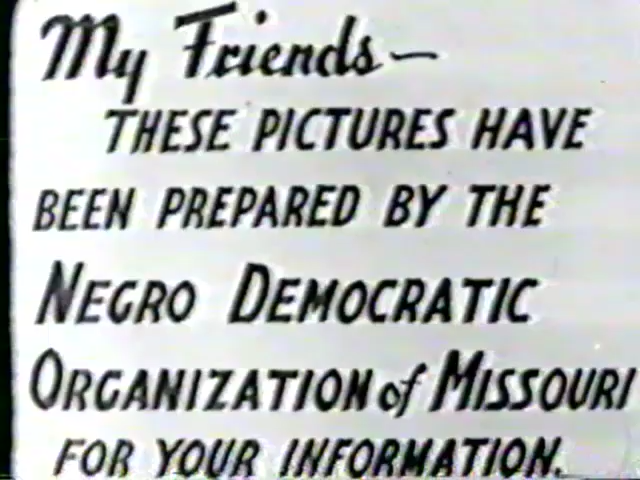 My Friends—
THESE PICTURES HAVE
BEEN PREPARED BY THE
NEGRO DEMOCRATIC
ORGANIZATION of MISSOURI
FOR YOUR INFORMATION.